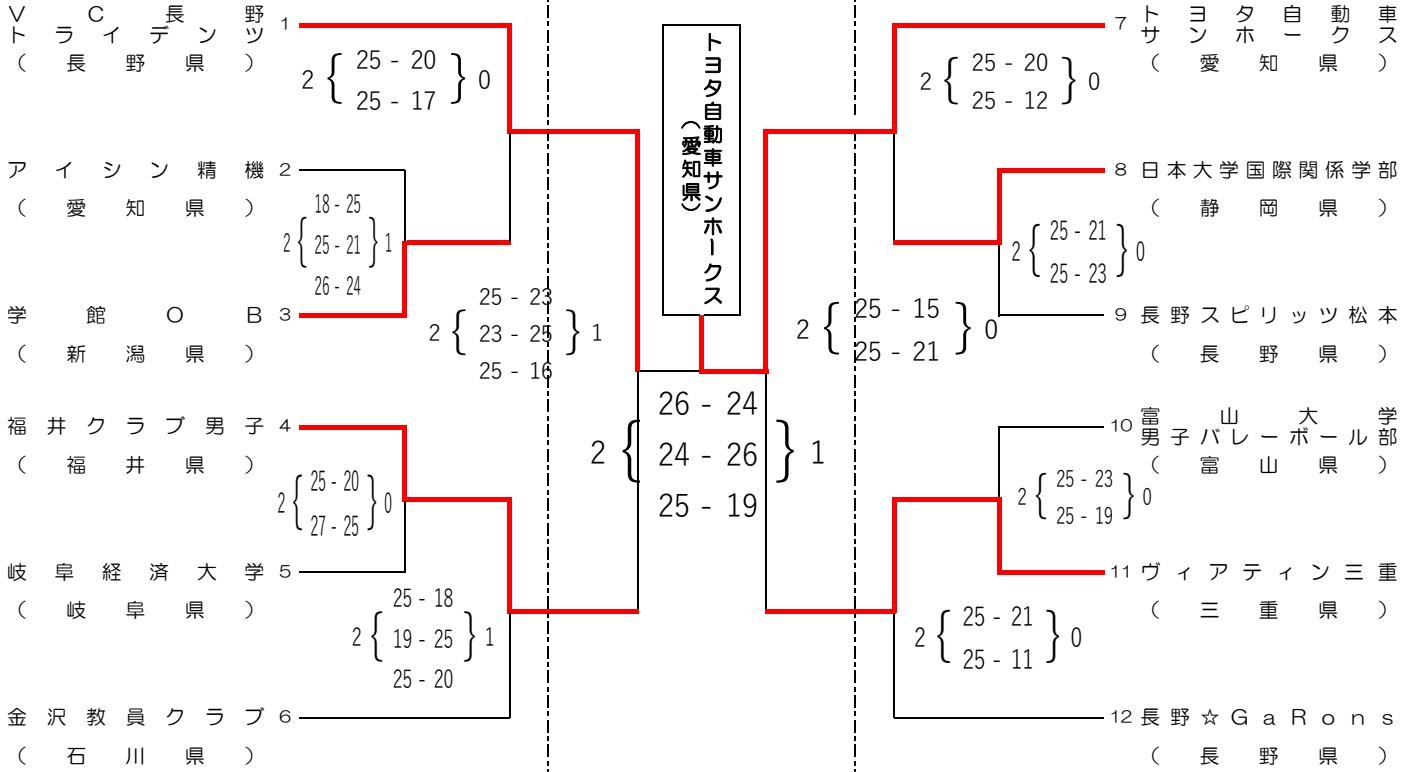 VC長野
トライデンツ
1
(長野県)
2 { 25 - 20 } 0
25 - 17
アイシン精機 2
(愛知県)
18 - 25
2 { 25 - 21 } 1
26 - 24
学館OB 3
(新潟県)
25 - 23
2 { 23 - 25 } 1
25 - 16
福井クラブ男子 4
(福井県)
2 { 25 - 20 } 0
27 - 25
岐阜経済大学 5
(岐阜県)
25 - 18
2 { 19 - 25 } 1
25 - 20
金沢教員クラブ 6
(石川県)
トヨタ自動車サンホークス
(愛知県)
26 - 24
2 { 24 - 26 } 1
25 - 19
7 トヨタ自動車
サンホークス
(愛知県)
2 { 25 - 20 } 0
25 - 12
8 日本大学国際関係学部
(静岡県)
2 { 25 - 21 } 0
25 - 23
9 長野スピリッツ松本
(長野県)
2 { 25 - 15 } 0
25 - 21
10 富山大学
男子バレーボール部
(富山県)
2 { 25 - 23 } 0
25 - 19
11 ヴィアティン三重
(三重県)
2 { 25 - 21 } 0
25 - 11
12 長野☆GaRons
(長野県)